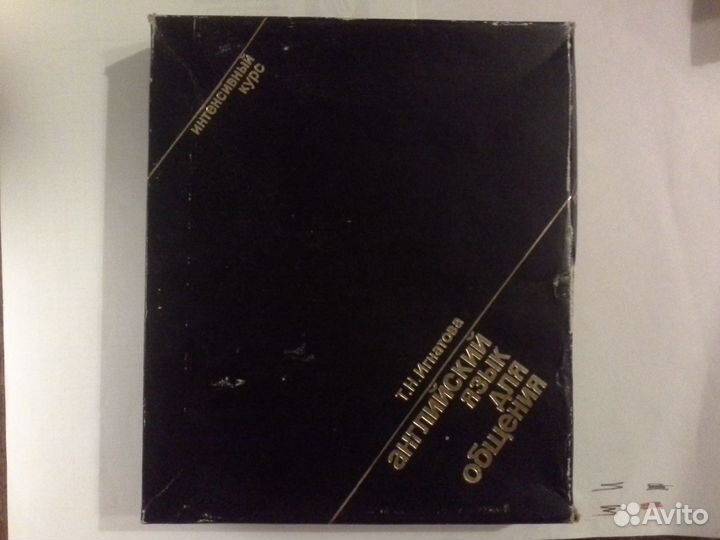 интенсивный
курс
Т.Н.Игнатова
английский
язык
для
общения
Avito